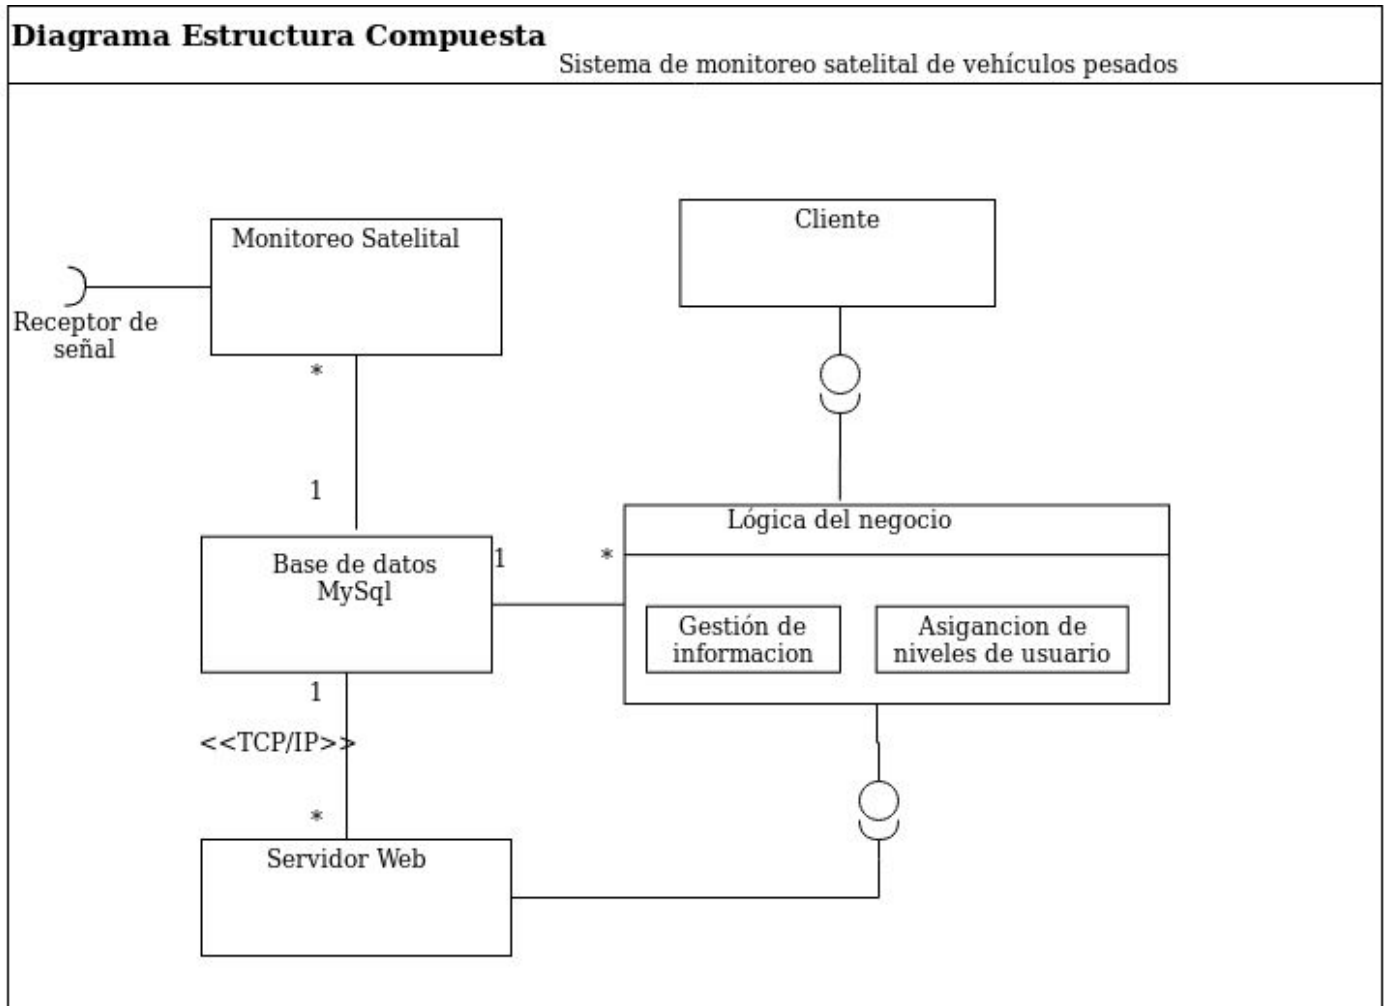 Diagrama Estructura Compuesta
Sistema de monitoreo satelital de vehículos pesados
Monitoreo Satelital
Cliente
Receptor de
señal
*
1
Lógica del negocio
Base de datos
MySql
1
*
Gestión de
informacion
Asigancion de
niveles de usuario
1
<<TCP/IP>>
*
Servidor Web